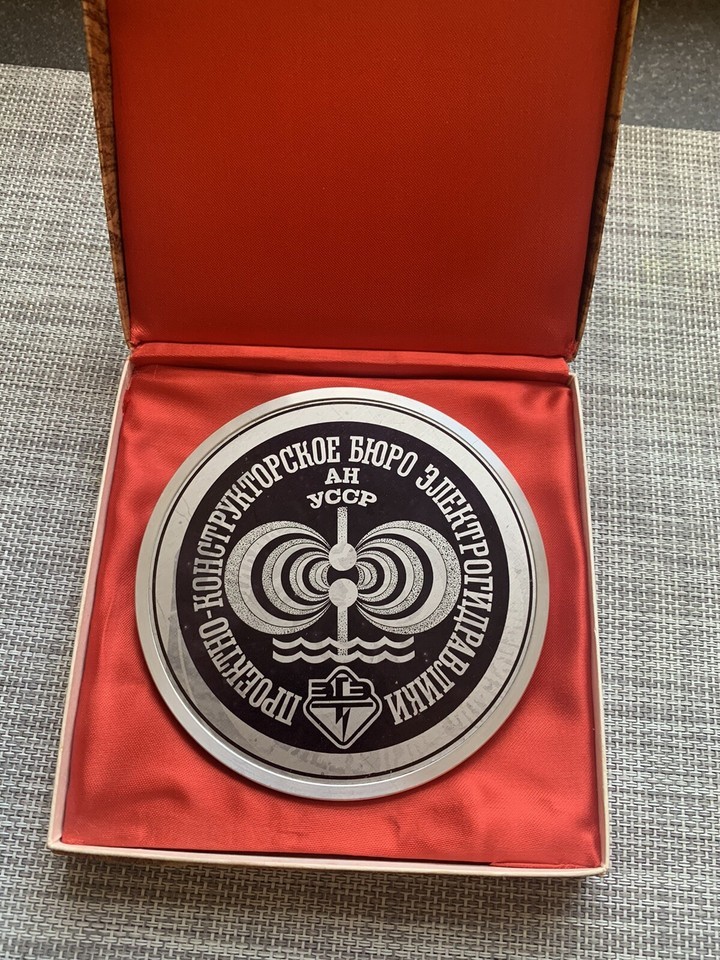 ПРОЕКТНО-КОНСТРУКТОРСКОЕ БЮРО ЭЛЕКТРОГИДРАВЛИКИ
АН
УССР